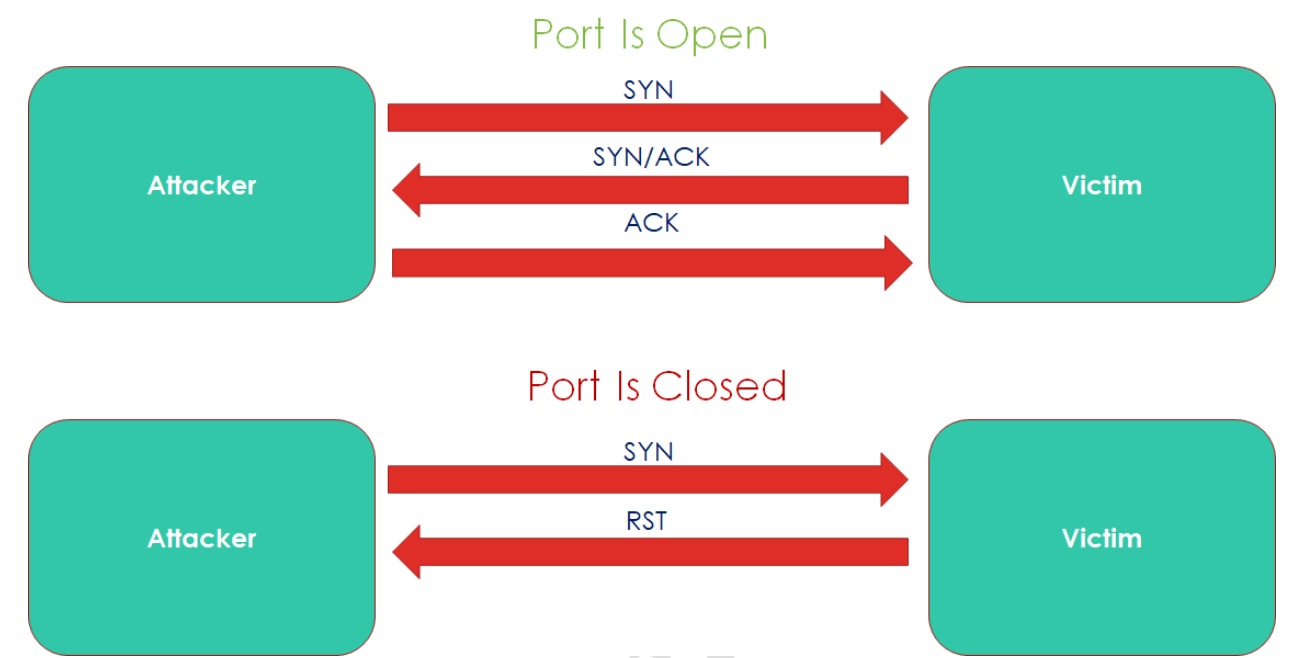 Port Is Open
SYN
SYN/ACK
Attacker
Victim
ACK
Port Is Closed
SYN
RST
Attacker
Victim